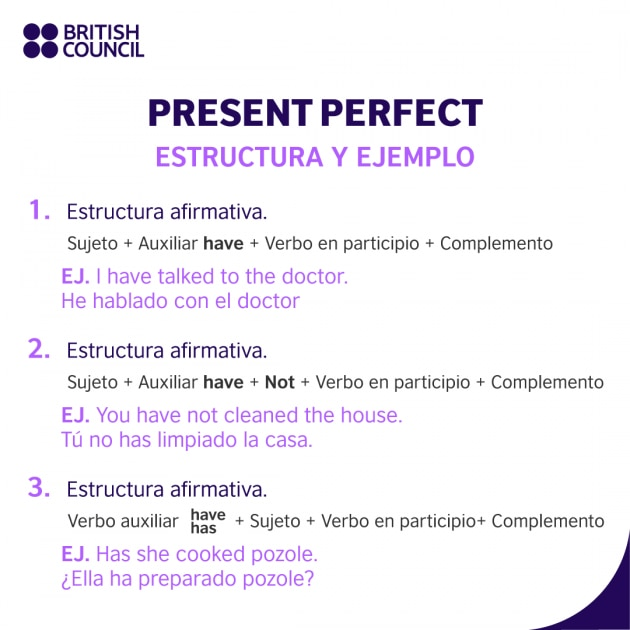 BRITISH
COUNCIL
PRESENT PERFECT
ESTRUCTURA Y EJEMPLO
1. Estructura afirmativa.
Sujeto + Auxiliar have + Verbo en participio + Complemento
EJ. I have talked to the doctor.
He hablado con el doctor
2. Estructura afirmativa.
Sujeto + Auxiliar have + Not + Verbo en participio + Complemento
EJ. You have not cleaned the house.
Tú no has limpiado la casa.
3. Estructura afirmativa.
Verbo auxiliar have has + Sujeto + Verbo en participio+ Complemento
EJ. Has she cooked pozole.
¿Ella ha preparado pozole?